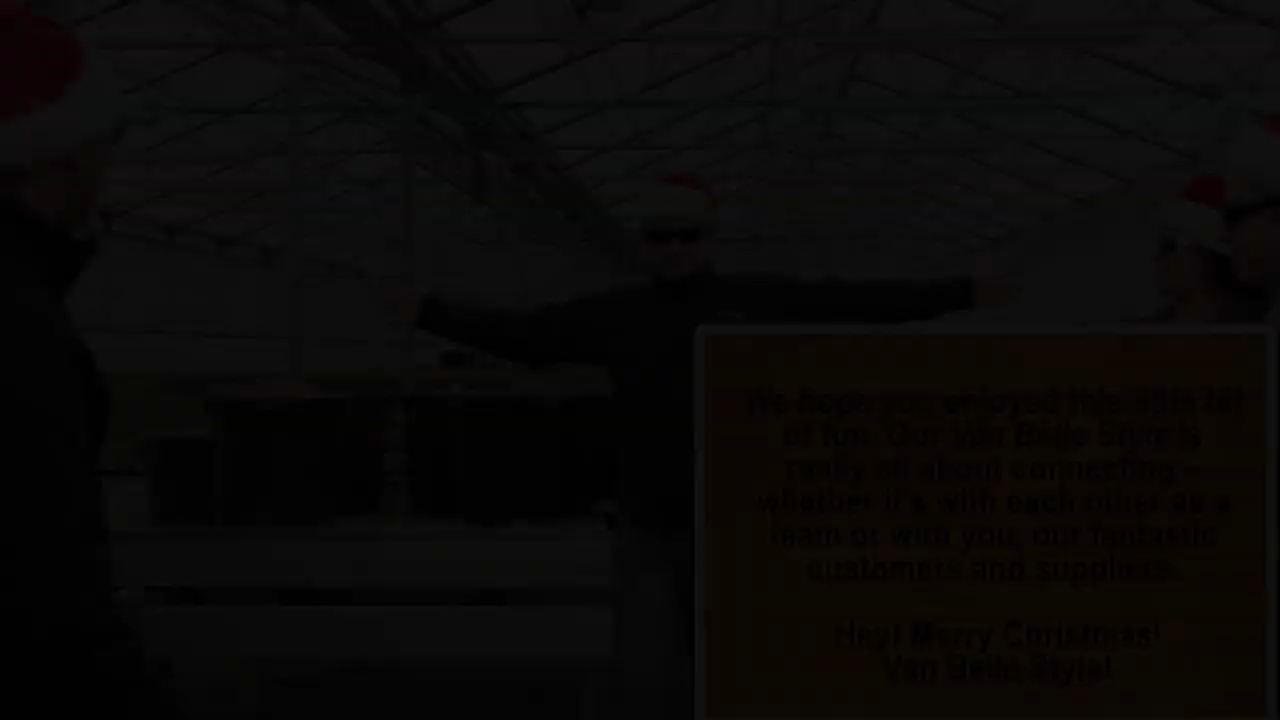 We hope you enjoyed this little bit
of fun. Our Van Belle Style is
really all about connecting –
whether it's with each other as a
team or with you, our fantastic
customers and suppliers.
Hey! Merry Christmas!
Van Belle Style!